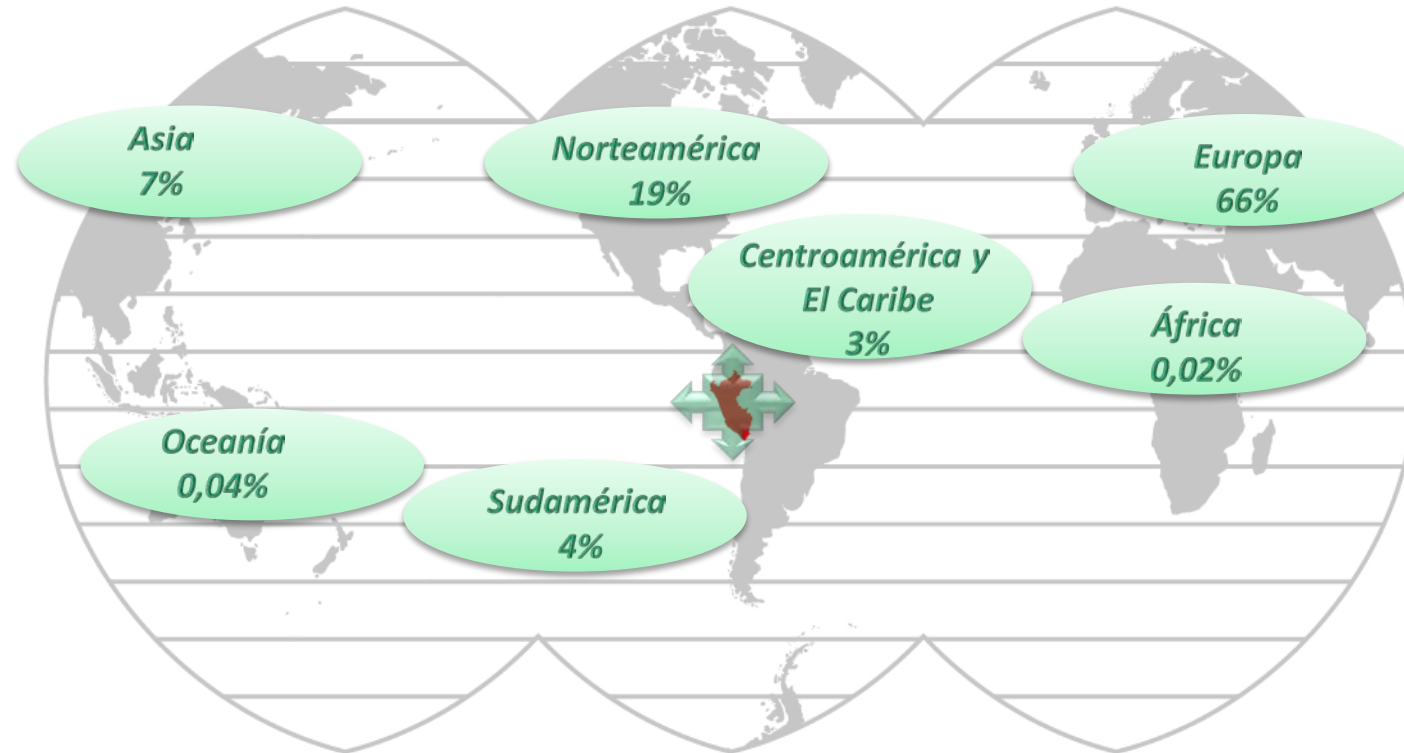 Asia
7%
Norteamérica
19%
Europa
66%
Centroamérica y
El Caribe
3%
África
0,02%
Oceanía
0,04%
Sudamérica
4%